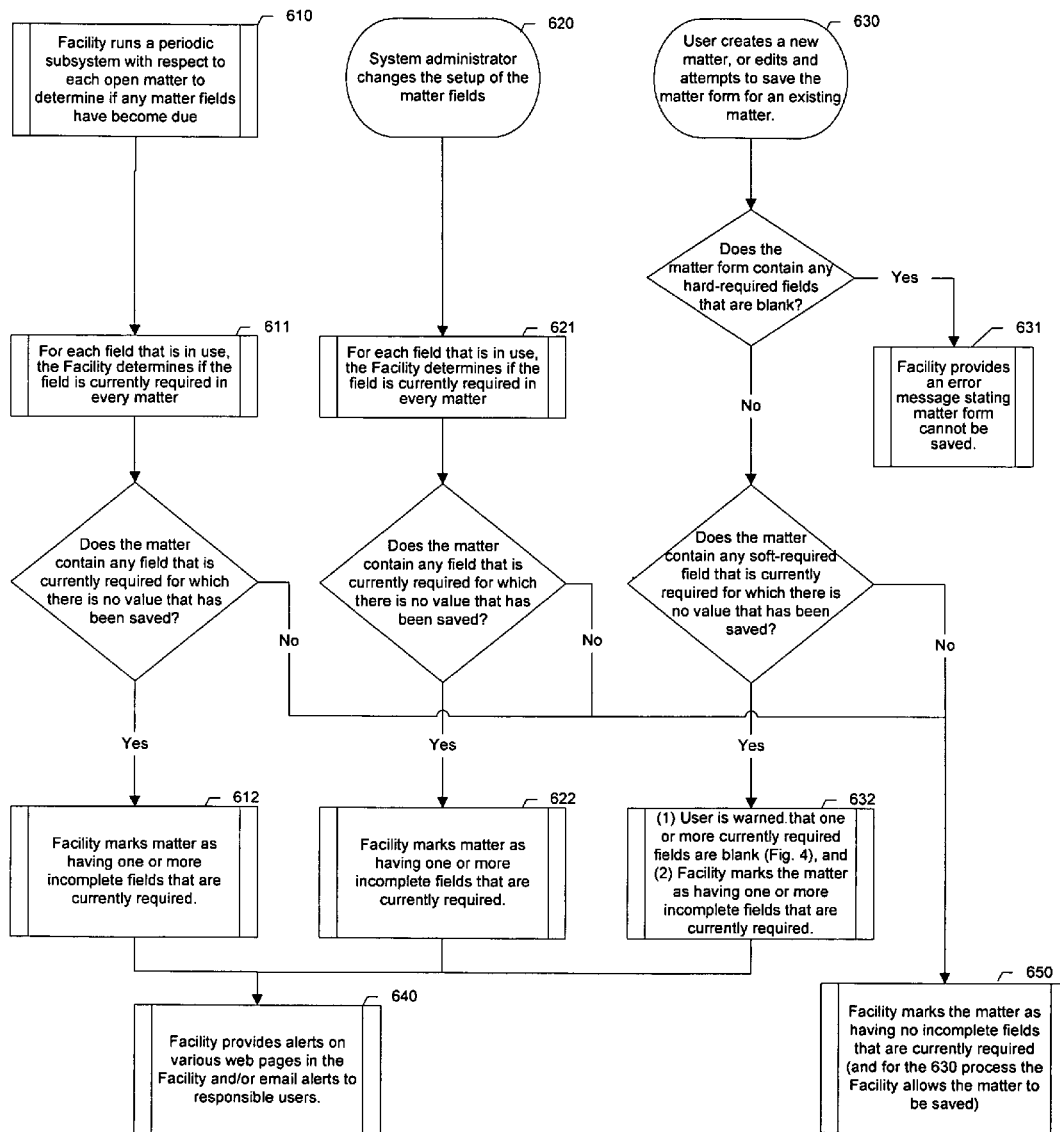 610
Facility runs a periodic
subsystem with respect to
each open matter to
determine if any matter fields
have become due
620
System administrator
changes the setup of the
matter fields
630
User creates a new
matter, or edits and
attempts to save the
matter form for an existing
matter.
Does the
matter form contain any
hard-required fields
that are blank?
Yes
No
631
Facility provides
an error
message stating
matter form
cannot be
saved.
611
For each field that is in use,
the Facility determines if the
field is currently required in
every matter
621
For each field that is in use,
the Facility determines if the
field is currently required in
every matter
Does the matter
contain any field that is
currently required for which
there is no value that has
been saved?
No
Yes
Does the matter
contain any field that is
currently required for which
there is no value that has
been saved?
No
Yes
Does the matter
contain any soft-required
field that is currently
required for which there is
no value that has been
saved?
No
Yes
612
Facility marks matter as
having one or more
incomplete fields that are
currently required.
622
Facility marks matter as
having one or more
incomplete fields that are
currently required.
632
(1) User is warned that one
or more currently required
fields are blank (Fig. 4), and
(2) Facility marks the matter
as having one or more
incomplete fields that are
currently required.
640
Facility provides alerts on
various web pages in the
Facility and/or email alerts to
responsible users.
650
Facility marks the matter as
having no incomplete fields
that are currently required
(and for the 630 process the
Facility allows the matter to
be saved)